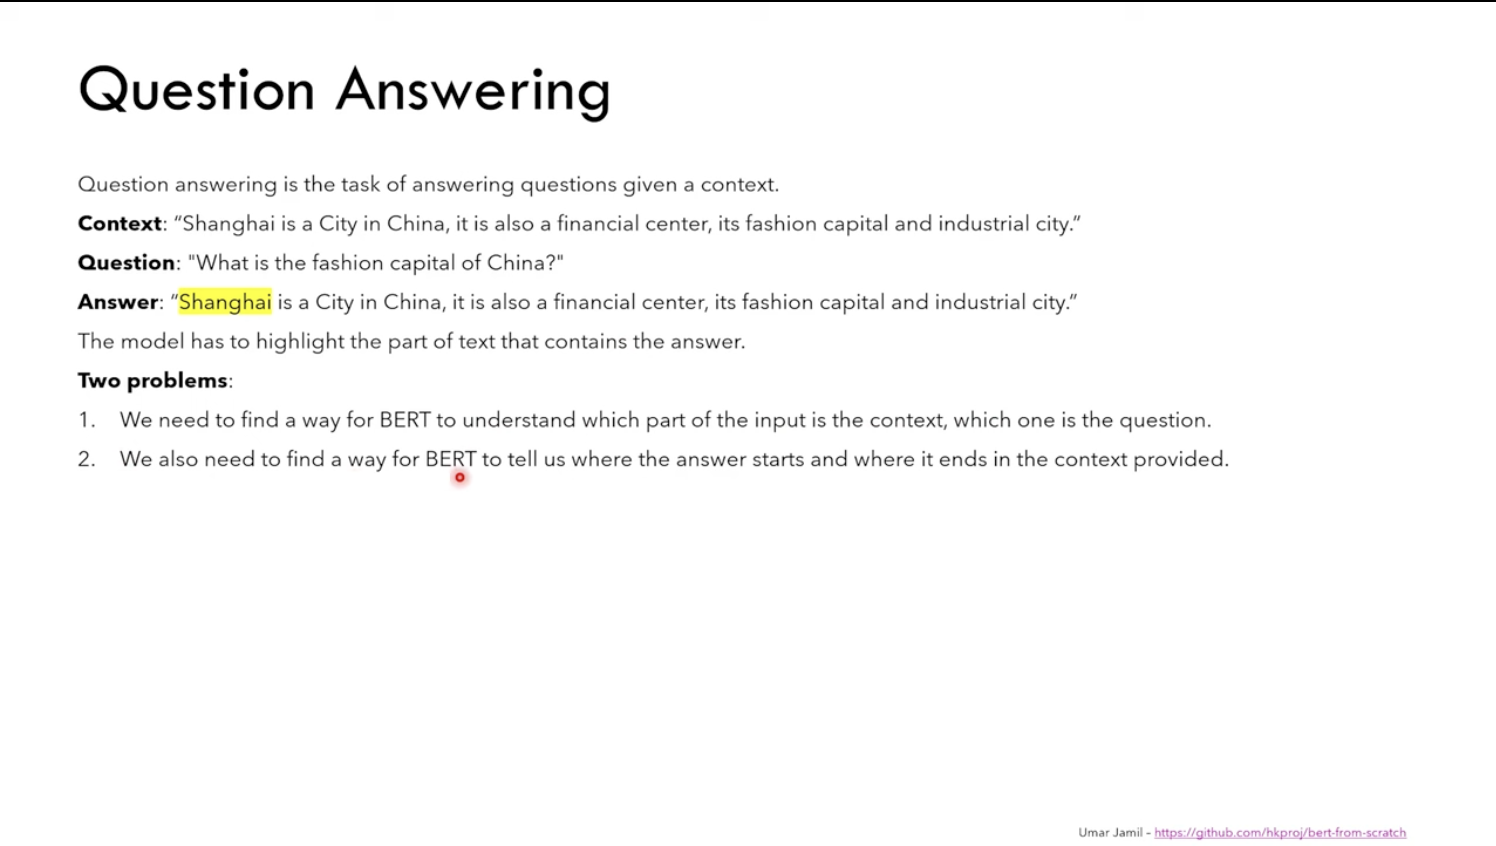 Question Answering
Question answering is the task of answering questions given a context.
Context: “Shanghai is a City in China, it is also a financial center, its fashion capital and industrial city.”
Question: "What is the fashion capital of China?"
Answer: “Shanghai is a City in China, it is also a financial center, its fashion capital and industrial city.”
The model has to highlight the part of text that contains the answer.
Two problems:
1. We need to find a way for BERT to understand which part of the input is the context, which one is the question.
2. We also need to find a way for BERT to tell us where the answer starts and where it ends in the context provided.
Umar Jamil - https://github.com/hkproj/bert-from-scratch